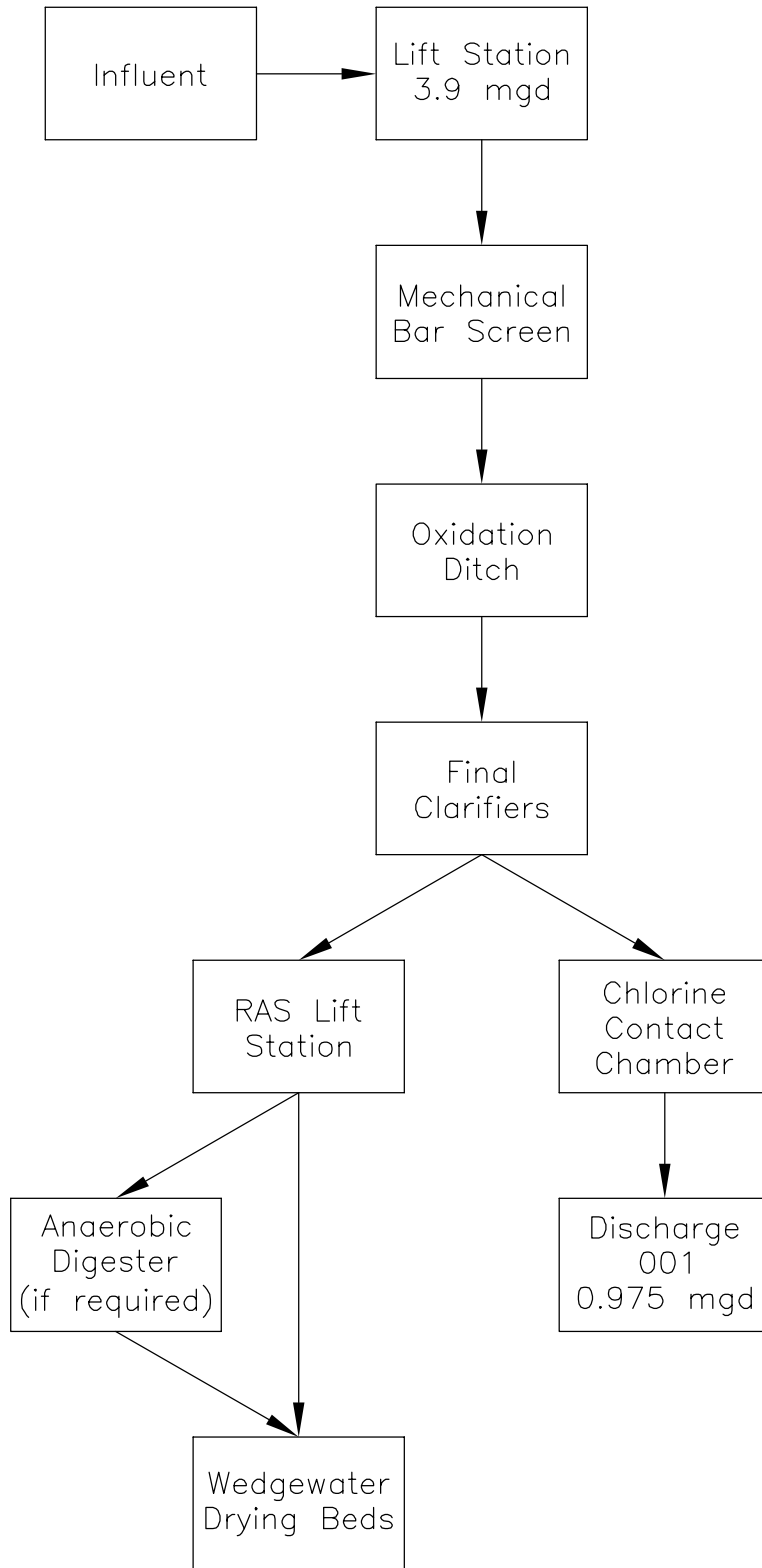 Influent
Lift Station
3.9 mgd
Mechanical
Bar Screen
Oxidation
Ditch
Final
Clarifiers
RAS Lift
Station
Chlorine
Contact
Chamber
Anaerobic
Digester
(if required)
Discharge
001
0.975 mgd
Wedgewater
Drying Beds